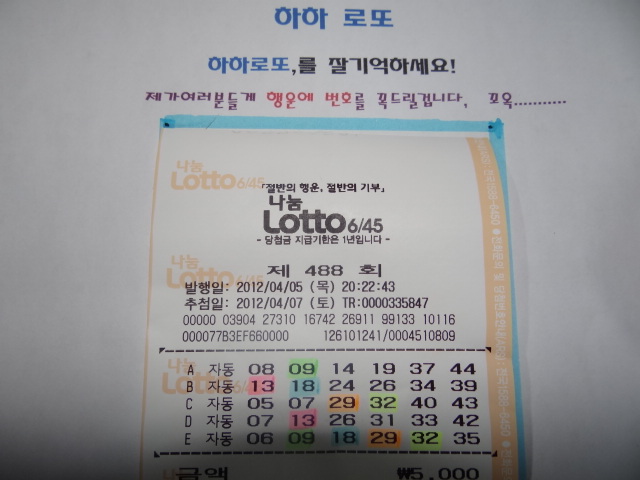 하하 로또
하하로또,를 잘기억하세요!
제가여러분들게 행운에 번호를 꼭드릴겁니다, 꼬옥...........
나눔
Lotto 6/45
「절반의 행운, 절반의 기부」
나눔
Lotto 6/45
- 당첨금 지급기한은 1년입니다 -
나눔
제 488 회
발행일: 2012/04/05 (목) 20:22:43
추첨일: 2012/04/07 (토) TR:0000335847
00000 03904 27310 16742 26911 99133 10116
000077B3EF660000 126101241/0004510809
나눔
A 자동 08 09 14 19 37 44
B 자동 13 18 24 26 34 39
C 자동 05 07 29 32 40 43
D 자동 07 13 26 31 33 42
E 자동 06 09 18 29 32 35
금액 ₩5,000